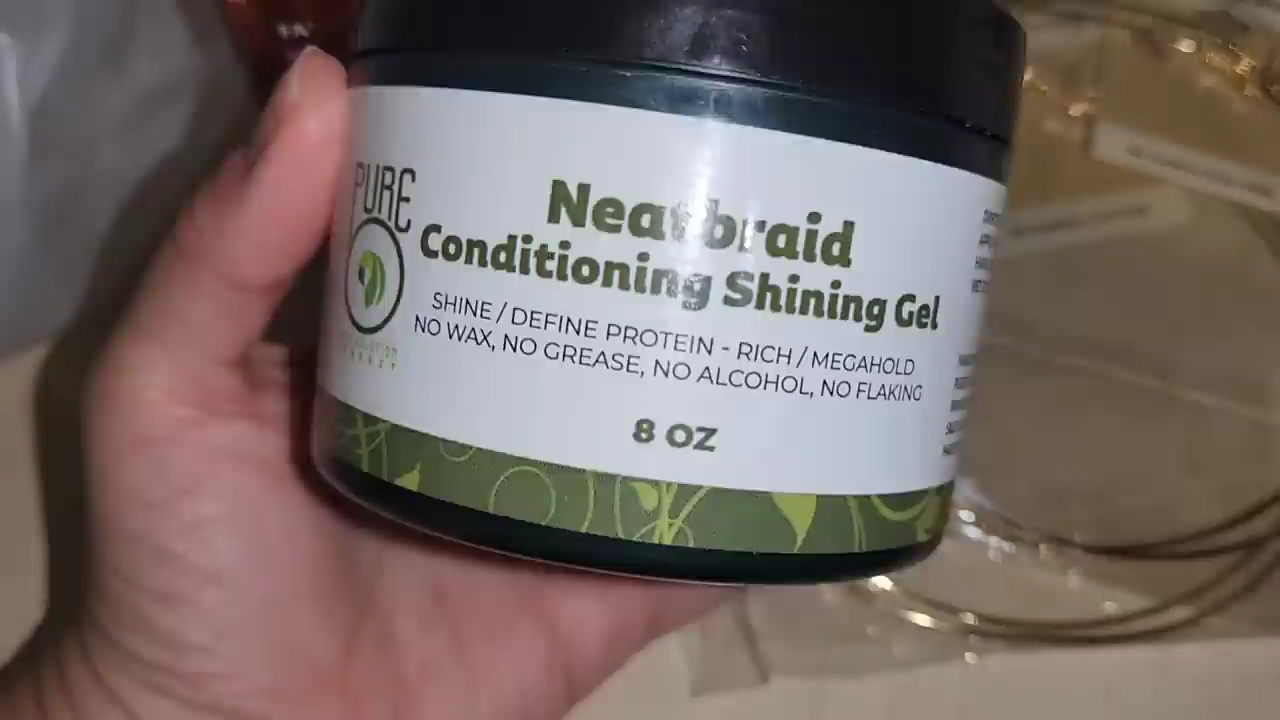 PURE
Neatbraid
Conditioning Shining Gel
SHINE / DEFINE PROTEIN - RICH / MEGAHOLD
NO WAX, NO GREASE, NO ALCOHOL, NO FLAKING
8 OZ